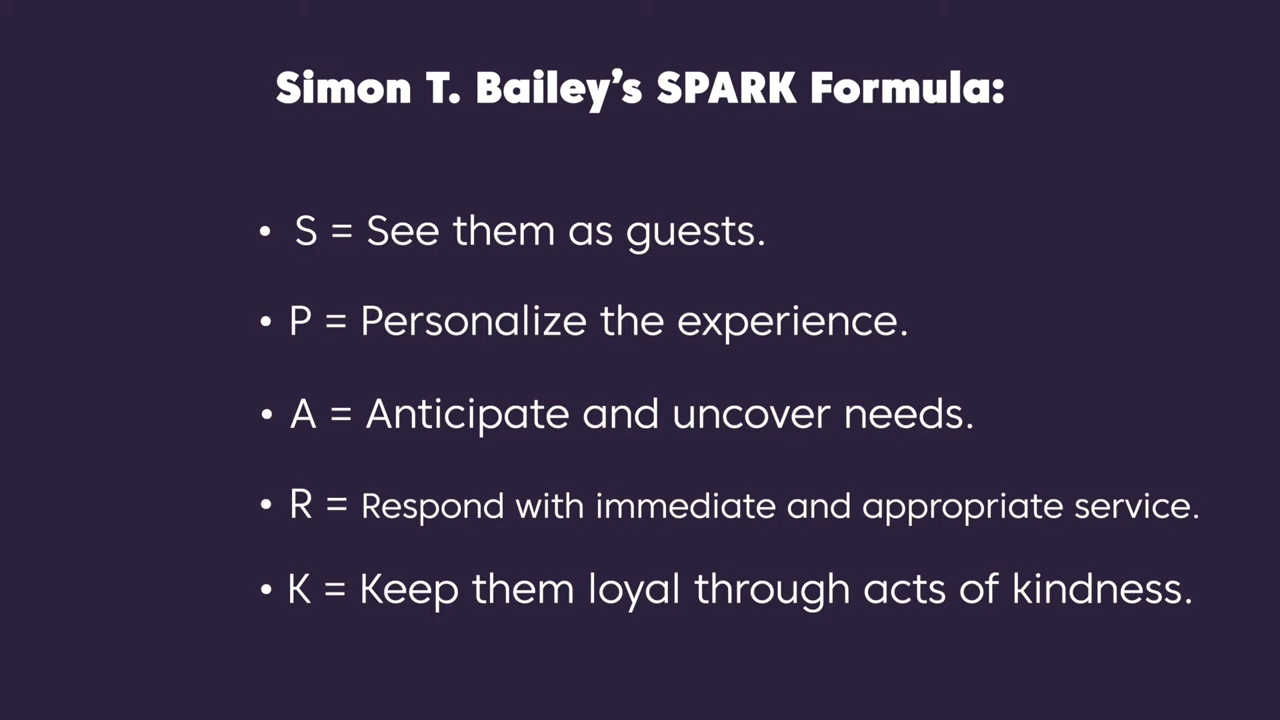 Simon T. Bailey’s SPARK Formula:
• S = See them as guests.
• P = Personalize the experience.
• A = Anticipate and uncover needs.
• R = Respond with immediate and appropriate service.
• K = Keep them loyal through acts of kindness.